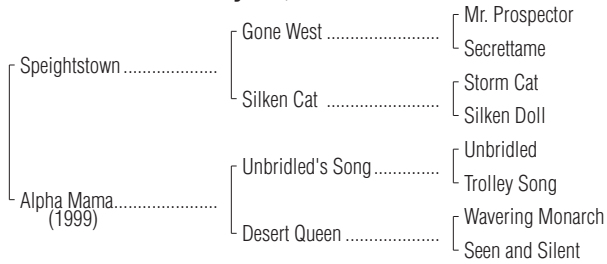 Mr. Prospector
Gone West ....................
Secrettame
Speightstown ...................
Storm Cat
Silken Cat ....................
Silken Doll
Unbridled
Unbridled's Song ..............
Trolley Song
Alpha Mama.....................
(1999)
Wavering Monarch
Desert Queen ....................
Seen and Silent